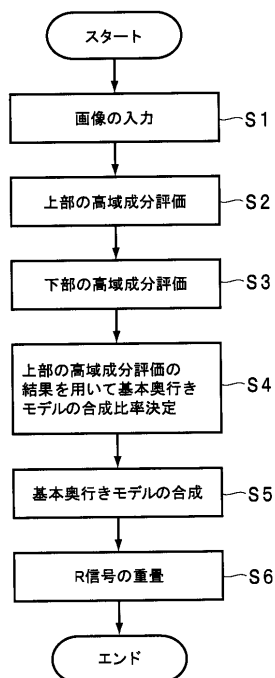 スタート
画像の入力
S1
上部の高域成分評価
S2
下部の高域成分評価
S3
上部の高域成分評価の
結果を用いて基本奥行き
モデルの合成比率決定
S4
基本奥行きモデルの合成
S5
R信号の重畳
S6
エンド